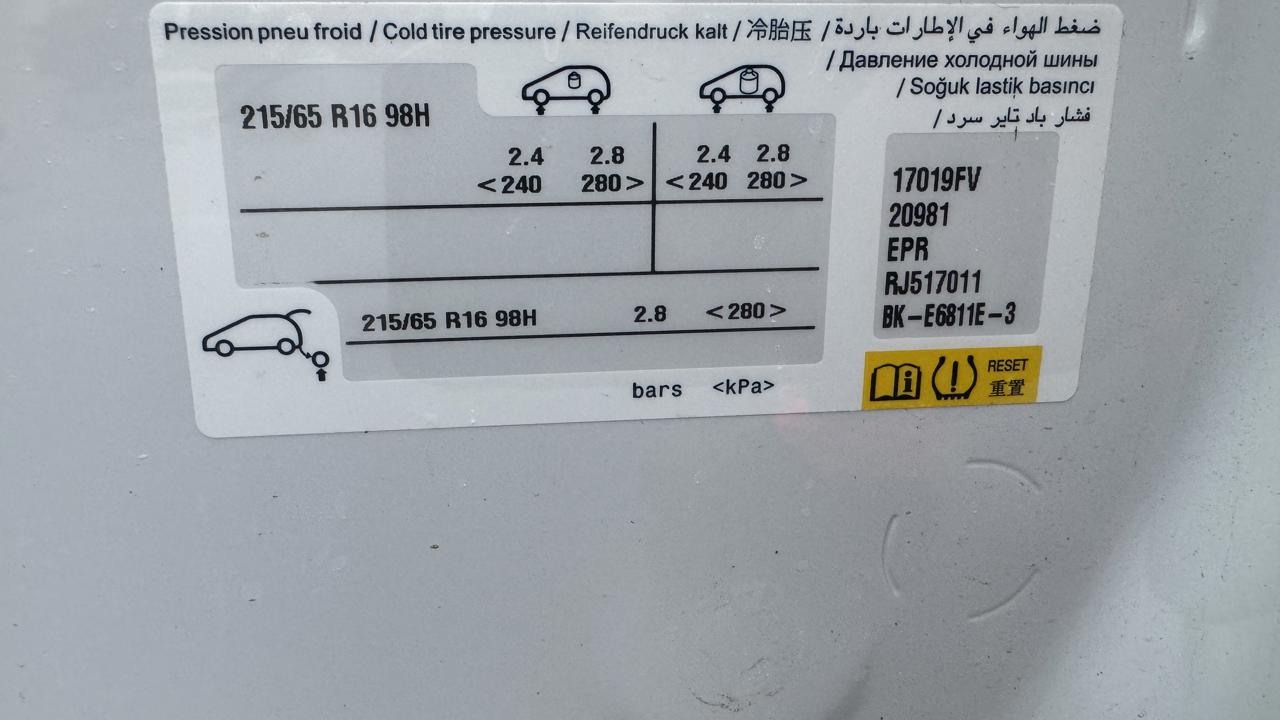 Pression pneu froid / Cold tire pressure / Reifendruck kalt / 冷胎压 / ضغط الهواء في الإطارات باردة
/ Давление холодной шины
/ Soğuk lastik basıncı
/ فشار باد تایر سرد
215/65 R16 98H
2.4 2.8 2.4 2.8
<240 280> <240 280>
215/65 R16 98H 2.8 <280>
bars <kPa>
17019FV
20981
EPR
RJ517011
BK-E6811E-3
RESET
重置